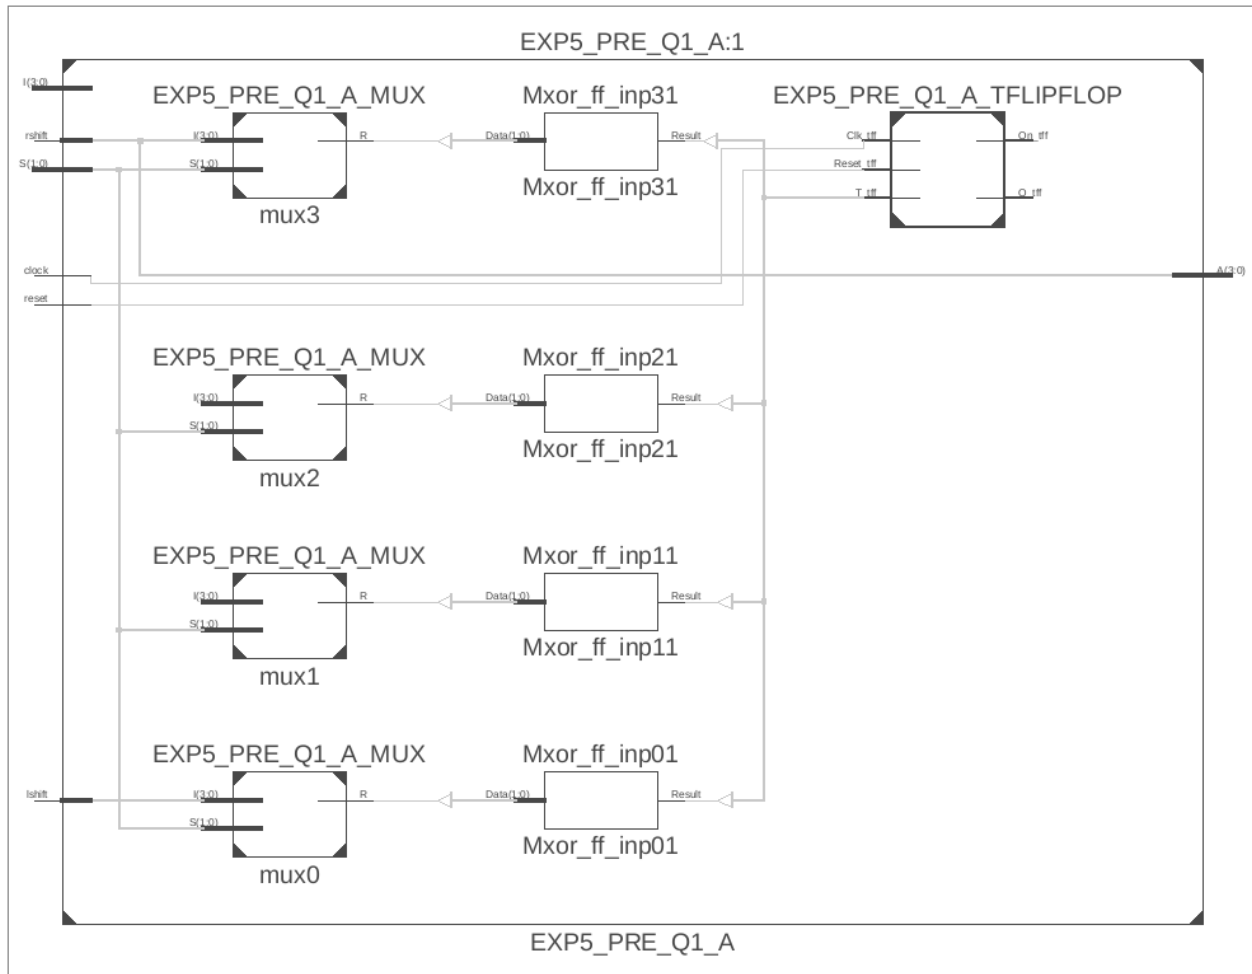 EXP5_PRE_Q1_A:1
I(3:0)
EXP5_PRE_Q1_A_MUX
Mxor_ff_inp31
EXP5_PRE_Q1_A_TFLIPFLOP
rshift
I(3:0)
R
Data(1:0)
Result
Clk_tff
Qn_tff
S(1:0)
S(1:0)
Reset_tff
Mxor_ff_inp31
T_tff
Q_tff
mux3
clock
A(3:0)
reset
EXP5_PRE_Q1_A_MUX
Mxor_ff_inp21
I(3:0)
R
Data(1:0)
Result
S(1:0)
Mxor_ff_inp21
mux2
EXP5_PRE_Q1_A_MUX
Mxor_ff_inp11
I(3:0)
R
Data(1:0)
Result
S(1:0)
Mxor_ff_inp11
mux1
EXP5_PRE_Q1_A_MUX
Mxor_ff_inp01
lshift
I(3:0)
R
Data(1:0)
Result
S(1:0)
Mxor_ff_inp01
mux0
EXP5_PRE_Q1_A